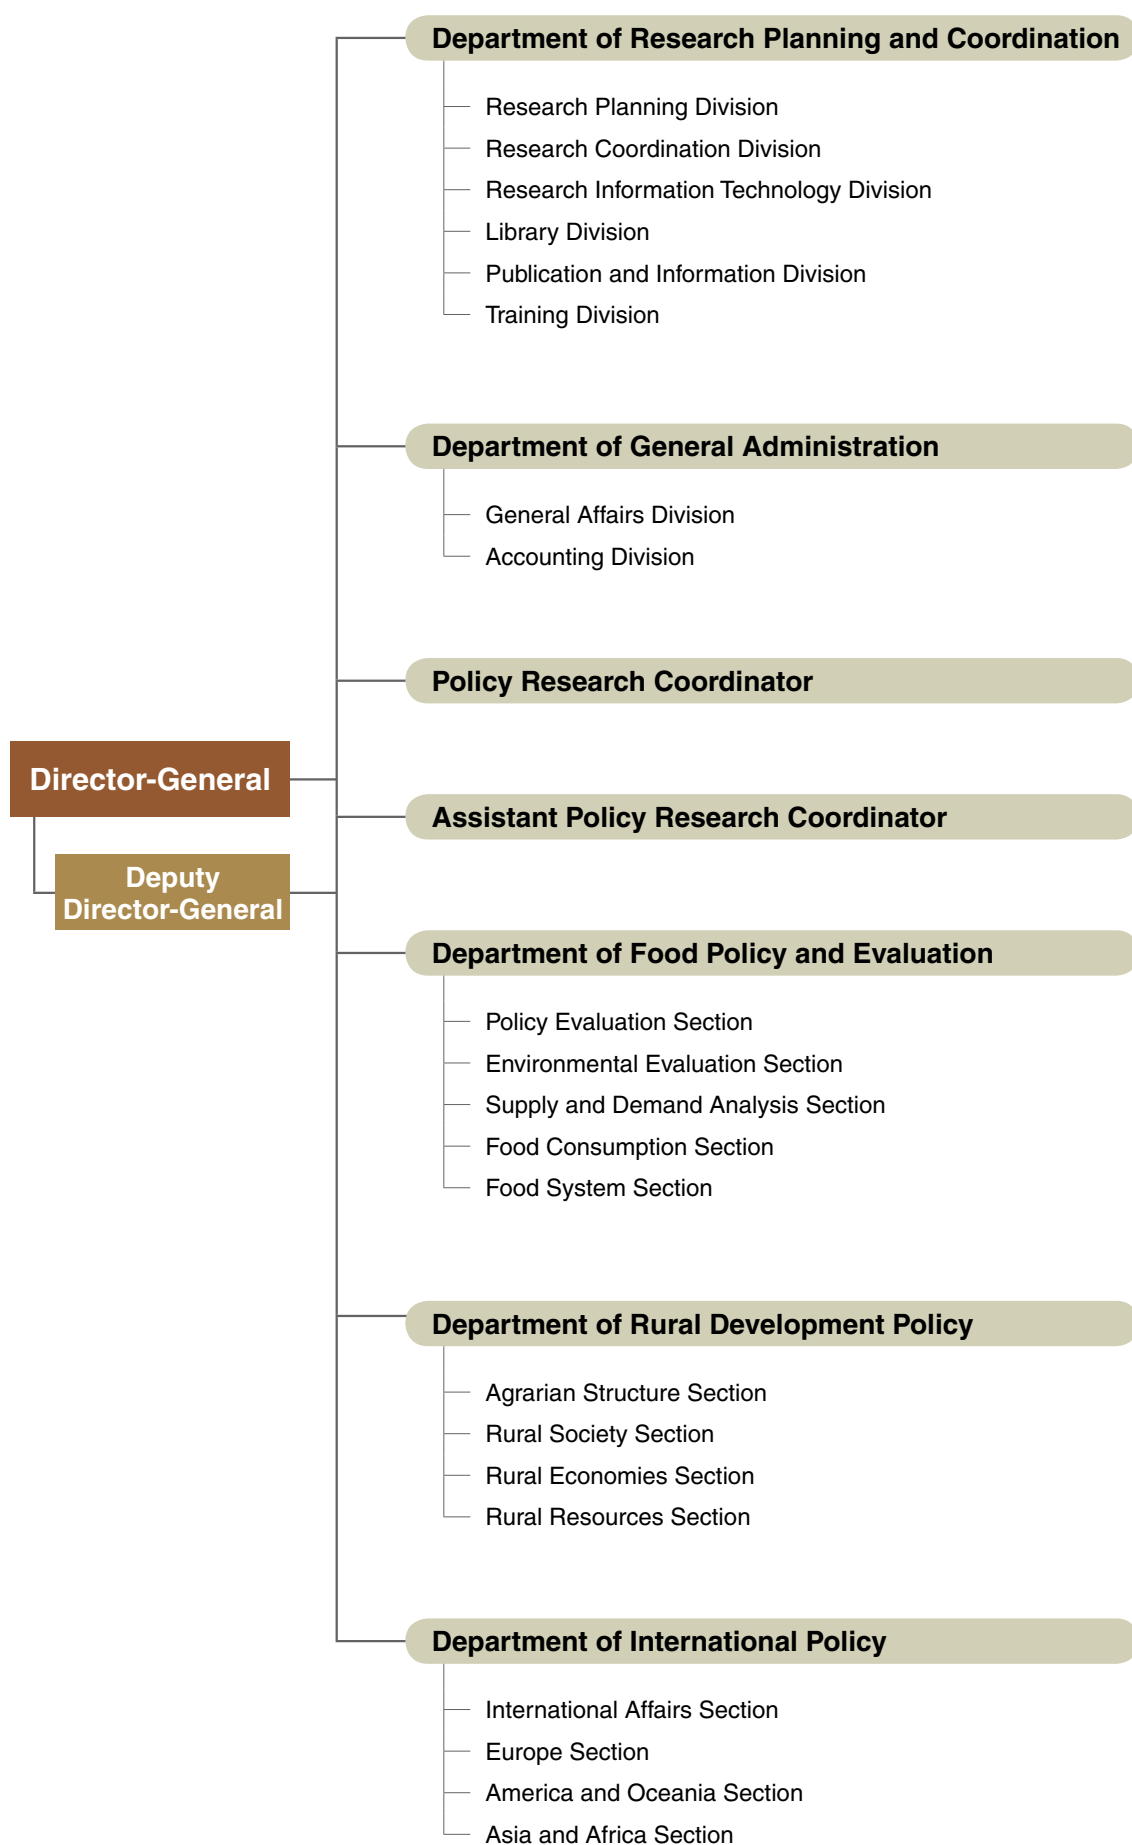 Department of Research Planning and Coordination
Research Planning Division
Research Coordination Division
Research Information Technology Division
Library Division
Publication and Information Division
Training Division
Department of General Administration
General Affairs Division
Accounting Division
Policy Research Coordinator
Director-General
Assistant Policy Research Coordinator
Deputy
Director-General
Department of Food Policy and Evaluation
Policy Evaluation Section
Environmental Evaluation Section
Supply and Demand Analysis Section
Food Consumption Section
Food System Section
Department of Rural Development Policy
Agrarian Structure Section
Rural Society Section
Rural Economies Section
Rural Resources Section
Department of International Policy
International Affairs Section
Europe Section
America and Oceania Section
Asia and Africa Section